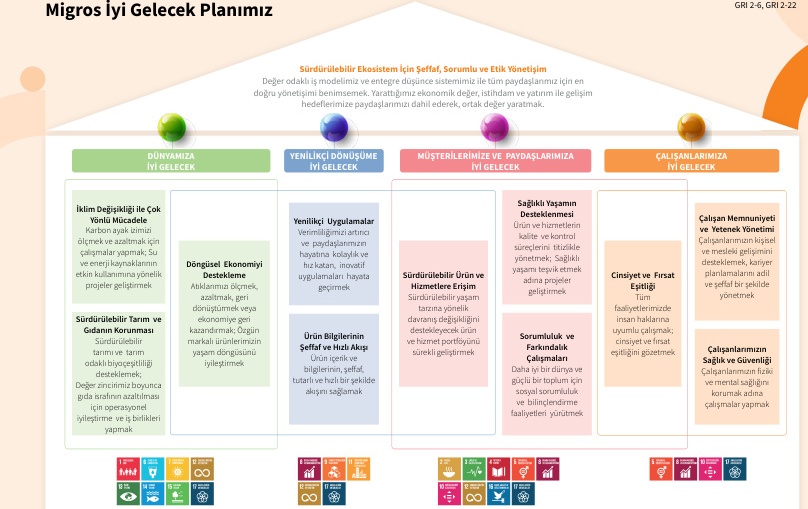 Migros İyi Gelecek Planımız
GRI 2-6, GRI 2-22
Sürdürülebilir Ekosistem İçin Şeffaf, Sorumlu ve Etik Yönetişim
Değer odaklı iş modelimiz ve entegre düşünce sistemimiz ile tüm paydaşlarımız için en
doğru yönetişimi benimsemek. Yarattığımız ekonomik değer, istihdam ve yatırım ile gelişim
hedeflerimize paydaşlarımızı dahil ederek, ortak değer yaratmak.
DÜNYAMIZA
İYİ GELECEK
İklim Değişikliği ile Çok
Yönlü Mücadele
Karbon ayak izimizi
ölçmek ve azaltmak için
çalışmalar yapmak; Su
ve enerji kaynaklarının
etkin kullanımına yönelik
projeler geliştirmek
Sürdürülebilir Tarım ve
Gıdanın Korunması
Sürdürülebilir
tarımı ve tarım
odaklı biyoçeşitliliği
desteklemek;
Değer zincirimiz boyunca
gıda israfının azaltılması
için operasyonel
iyileştirme ve iş birlikleri
yapmak
Döngüsel Ekonomiyi
Destekleme
Atıklarımızı ölçmek,
azaltmak, geri
dönüştürmek veya
ekonomiye geri
kazandırmak; Özgün
markalı ürünlerimizin
yaşam döngüsünü
iyileştirmek
YENİLİKÇİ DÖNÜŞÜME
İYİ GELECEK
Yenilikçi Uygulamalar
Verimliliğimizi artırıcı
ve paydaşlarımızın
hayatına kolaylık ve
hız katan, inovatif
uygulamaları hayata
geçirmek
Ürün Bilgilerinin
Şeffaf ve Hızlı Akışı
Ürün içerik ve
bilgilerinin, şeffaf,
tutarlı ve hızlı bir şekilde
akışını sağlamak
MÜŞTERİLERİMİZE VE PAYDAŞLARIMIZA
İYİ GELECEK
Sürdürülebilir Ürün ve
Hizmetlere Erişim
Sürdürülebilir yaşam
tarzına yönelik
davranış değişikliğini
destekleyecek ürün
ve hizmet portföyünü
sürekli geliştirmek
Sağlıklı Yaşamın
Desteklenmesi
Ürün ve hizmetlerin
kalite ve kontrol
süreçlerini titizlikle
yönetmek; Sağlıklı
yaşamı teşvik etmek
adına projeler
geliştirmek
Sorumluluk ve
Farkındalık
Çalışmaları
Daha iyi bir dünya ve
güçlü bir toplum için
sosyal sorumluluk
ve bilinçlendirme
faaliyetleri yürütmek
ÇALIŞANLARIMIZA
İYİ GELECEK
Cinsiyet ve Fırsat
Eşitliği
Tüm
faaliyetlerimizde
insan haklarına
uyumlu çalışmak;
cinsiyet ve fırsat
eşitliğini gözetmek
Çalışan Memnuniyeti
ve Yetenek Yönetimi
Çalışanlarımızın kişisel
ve mesleki gelişimini
desteklemek, kariyer
planlamalarını adil
ve şeffaf bir şekilde
yönetmek
Çalışanlarımızın
Sağlık ve Güvenliği
Çalışanlarımızın fiziki
ve mental sağlığını
korumak adına
çalışmalar yapmak